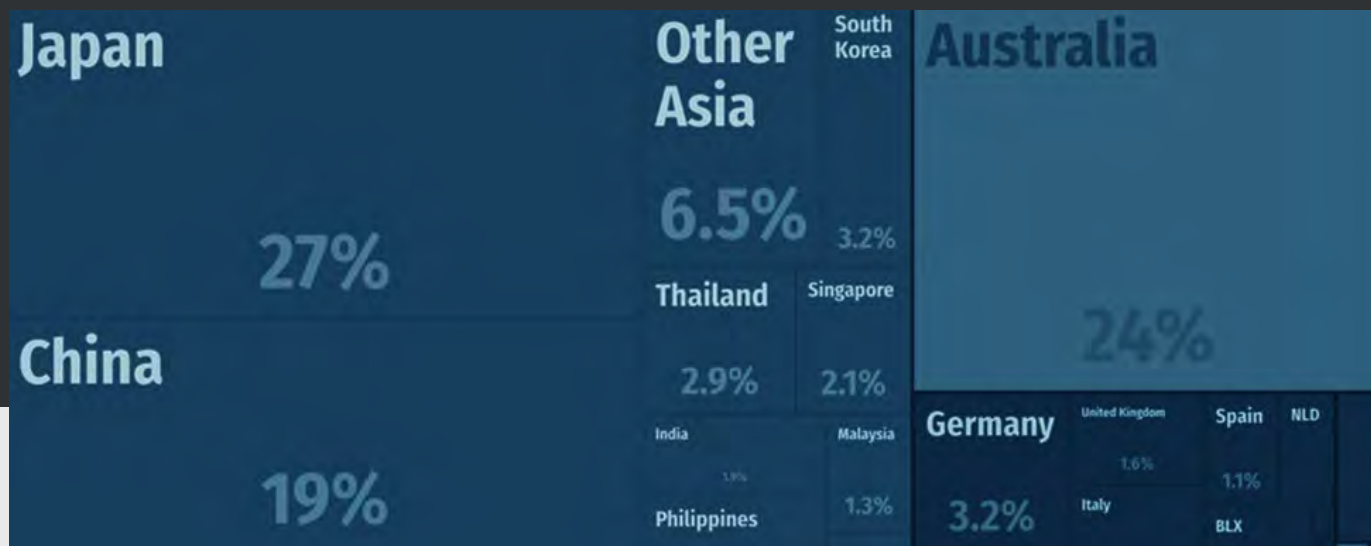 Japan
27%
China
19%
Other
Asia
6.5%
South
Korea
3.2%
Thailand
2.9%
Singapore
2.1%
India
Philippines
Malaysia
1.3%
Australia
24%
Germany
3.2%
United Kingdom
1.6%
Italy
Spain
1.1%
BLX
NLD